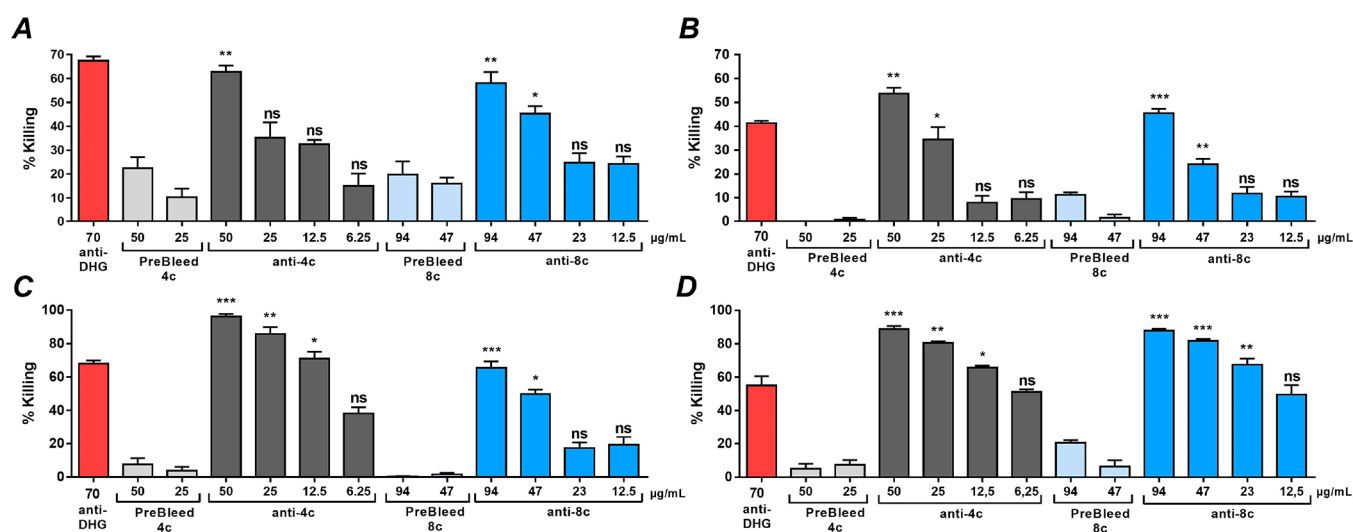 A
% Killing
70
60
50
40
30
20
10
0
** ns ns ns ** * ns ns
70 50 25 50 25 12.5 6.25 94 47 94 47 23 12.5 µg/mL
anti-DHG PreBleed 4c anti-4c PreBleed 8c anti-8c
B
% Killing
70
60
50
40
30
20
10
0
** * ns ns *** ** ns ns
70 50 25 50 25 12.5 6.25 94 47 94 47 23 12.5 µg/mL
anti-DHG PreBleed 4c anti-4c PreBleed 8c anti-8c
C
% Killing
100
80
60
40
20
0
*** ** * ns *** * ns ns
70 50 25 50 25 12.5 6.25 94 47 94 47 23 12.5 µg/mL
anti-DHG PreBleed 4c anti-4c PreBleed 8c anti-8c
D
% Killing
100
80
60
40
20
0
*** ** * ns *** *** ** ns
70 50 25 50 25 12,5 6,25 94 47 94 47 23 12.5 µg/mL
anti-DHG PreBleed 4c anti-4c PreBleed 8c anti-8c